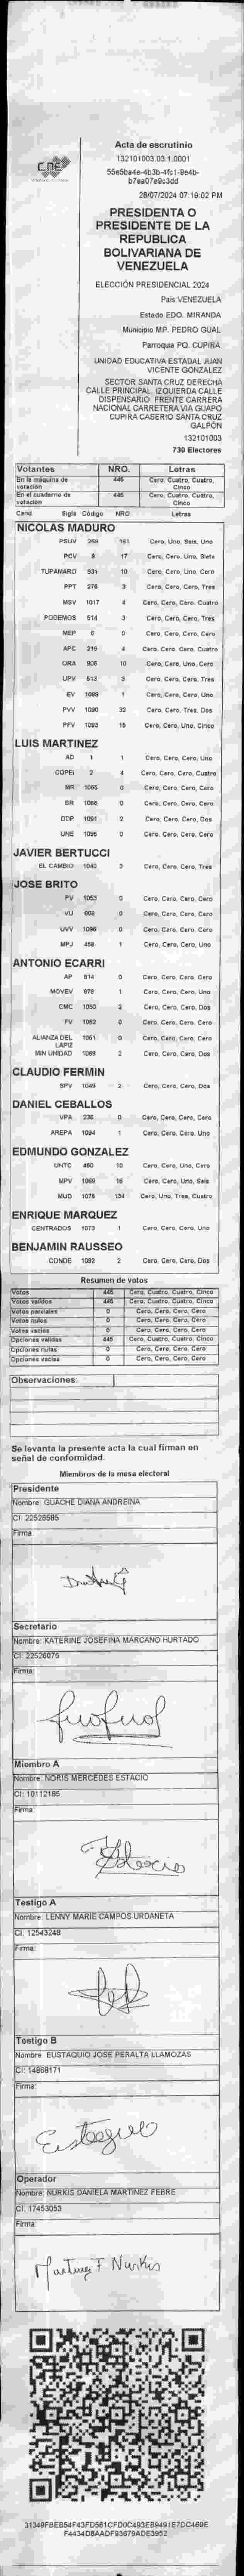 CNE
Acta de escrutinio
132101003.03.1.0001
55e5ba4e-4b3b-4fc1-9e4b-
b7ea07e9c3dd
28/07/2024 07:19:02 PM
PRESIDENTA O
PRESIDENTE DE LA
REPUBLICA
BOLIVARIANA DE
VENEZUELA
ELECCIÓN PRESIDENCIAL 2024
País VENEZUELA
Estado EDO. MIRANDA
Municipio MP. PEDRO GUAL
Parroquia PQ. CUPIRA
UNIDAD EDUCATIVA ESTADAL JUAN
VICENTE GONZALEZ
SECTOR SANTA CRUZ DERECHA
CALLE PRINCIPAL. IZQUIERDA CALLE
DISPENSARIO. FRENTE CARRERA
NACIONAL CARRETERA VIA GUAPO
CUPIRA CASERIO SANTA CRUZ
GALPÓN
132101003
730 Electores
Votantes NRO. Letras
En la máquina de votación 445 Cero, Cuatro, Cuatro, Cinco
En el cuaderno de votación 445 Cero, Cuatro, Cuatro, Cinco
Cand Sigla Código NRO Letras
NICOLAS MADURO
PSUV 269 161 Cero, Uno, Seis, Uno
PCV 8 17 Cero, Cero, Uno, Siete
TUPAMARO 931 10 Cero, Cero, Uno, Cero
PPT 276 3 Cero, Cero, Cero, Tres
MSV 1017 4 Cero, Cero, Cero, Cuatro
PODEMOS 514 3 Cero, Cero, Cero, Tres
MEP 6 0 Cero, Cero, Cero, Cero
APC 219 4 Cero, Cero, Cero, Cuatro
ORA 908 10 Cero, Cero, Uno, Cero
UPV 513 3 Cero, Cero, Cero, Tres
EV 1089 1 Cero, Cero, Cero, Uno
PVV 1090 32 Cero, Cero, Tres, Dos
PFV 1093 15 Cero, Cero, Uno, Cinco
LUIS MARTINEZ
AD 1 1 Cero, Cero, Cero, Uno
COPEI 2 4 Cero, Cero, Cero, Cuatro
MR 1065 0 Cero, Cero, Cero, Cero
BR 1066 0 Cero, Cero, Cero, Cero
DDP 1091 2 Cero, Cero, Cero, Dos
UNE 1095 0 Cero, Cero, Cero, Cero
JAVIER BERTUCCI
EL CAMBIO 1049 3 Cero, Cero, Cero, Tres
JOSE BRITO
PV 1053 0 Cero, Cero, Cero, Cero
VU 669 0 Cero, Cero, Cero, Cero
UVV 1096 0 Cero, Cero, Cero, Cero
MPJ 458 1 Cero, Cero, Cero, Uno
ANTONIO ECARRI
AP 614 0 Cero, Cero, Cero, Cero
MOVEV 679 1 Cero, Cero, Cero, Uno
CMC 1050 2 Cero, Cero, Cero, Dos
FV 1062 0 Cero, Cero, Cero, Cero
ALIANZA DEL LAPIZ 1061 0 Cero, Cero, Cero, Cero
MIN UNIDAD 1068 2 Cero, Cero, Cero, Dos
CLAUDIO FERMIN
SPV 1049 2 Cero, Cero, Cero, Dos
DANIEL CEBALLOS
VPA 236 0 Cero, Cero, Cero, Cero
AREPA 1094 1 Cero, Cero, Cero, Uno
EDMUNDO GONZALEZ
UNTC 460 10 Cero, Cero, Uno, Cero
MPV 1069 16 Cero, Cero, Uno, Seis
MUD 1075 134 Cero, Uno, Tres, Cuatro
ENRIQUE MARQUEZ
CENTRADOS 1073 1 Cero, Cero, Cero, Uno
BENJAMIN RAUSSEO
CONDE 1092 2 Cero, Cero, Cero, Dos
Resumen de votos
Votos 445 Cero, Cuatro, Cuatro, Cinco
Votos validos 445 Cero, Cuatro, Cuatro, Cinco
Votos parciales 0 Cero, Cero, Cero, Cero
Votos nulos 0 Cero, Cero, Cero, Cero
Votos vacios 0 Cero, Cero, Cero, Cero
Opciones validas 445 Cero, Cuatro, Cuatro, Cinco
Opciones nulas 0 Cero, Cero, Cero, Cero
Opciones vacias 0 Cero, Cero, Cero, Cero
Observaciones:
Se levanta la presente acta la cual firman en
señal de conformidad.
Miembros de la mesa electoral
Presidente
Nombre: GUACHE DIANA ANDREINA
CI: 22526585
Firma:
Secretario
Nombre: KATERINE JOSEFINA MARCANO HURTADO
CI: 22526075
Firma:
Miembro A
Nombre: NORIS MERCEDES ESTACIO
CI: 10112185
Firma:
Estacio
Testigo A
Nombre: LENNY MARIE CAMPOS URDANETA
CI: 12543248
Firma:
Testigo B
Nombre: EUSTAQUIO JOSE PERALTA LLAMOZAS
CI: 14868171
Firma:
Operador
Nombre: NURKIS DANIELA MARTINEZ FEBRE
CI: 17453053
Firma:
Martinez F Nurkis
31349FBEB54F43FD581CFD0C493EB9491E7DC469E
F4434D8AADF93679ADE3952